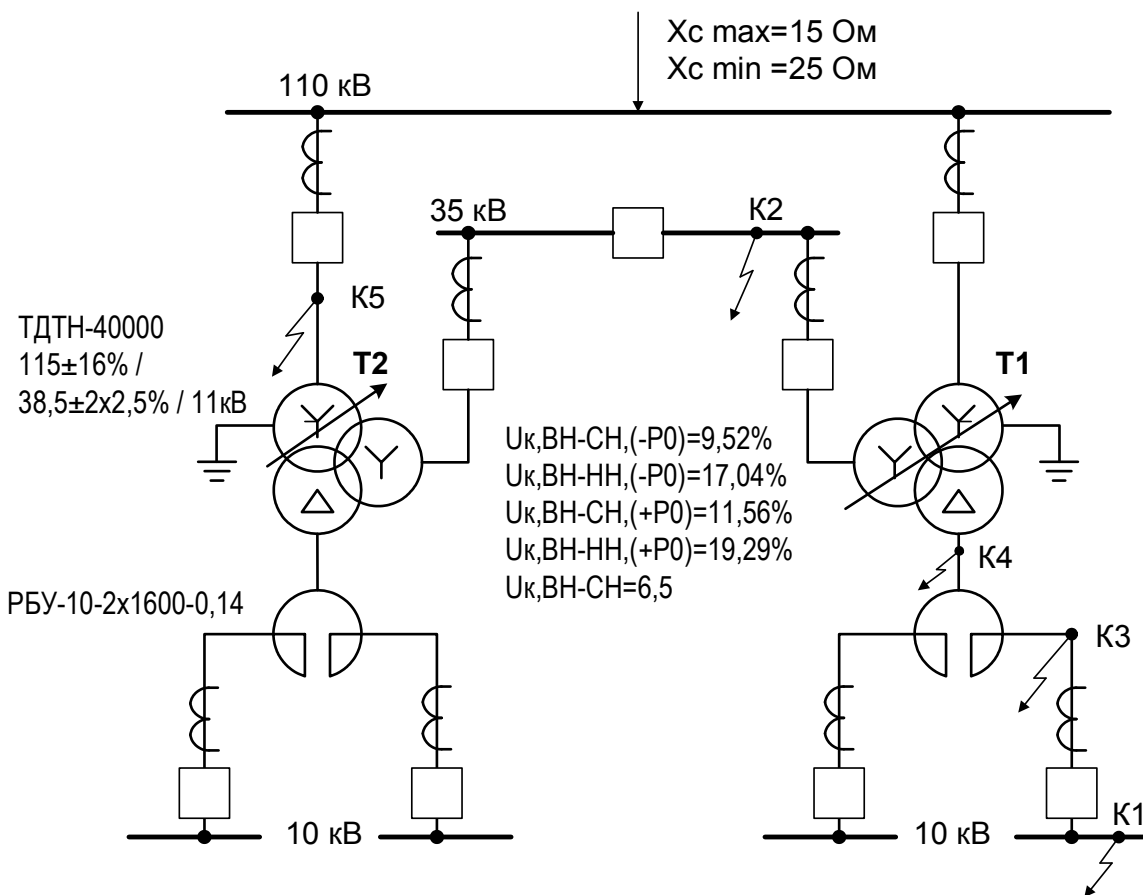 Xc max=15 Ом
Xc min =25 Ом
110 кВ
35 кВ
К2
К5
ТДТН-40000
115±16% /
38,5±2х2,5% / 11кВ
Т2
Т1
Uк,ВН-СН,(-Р0)=9,52%
Uк,ВН-НН,(-Р0)=17,04%
Uк,ВН-СН,(+Р0)=11,56%
Uк,ВН-НН,(+Р0)=19,29%
Uк,ВН-СН=6,5
К4
РБУ-10-2х1600-0,14
К3
К1
10 кВ
10 кВ